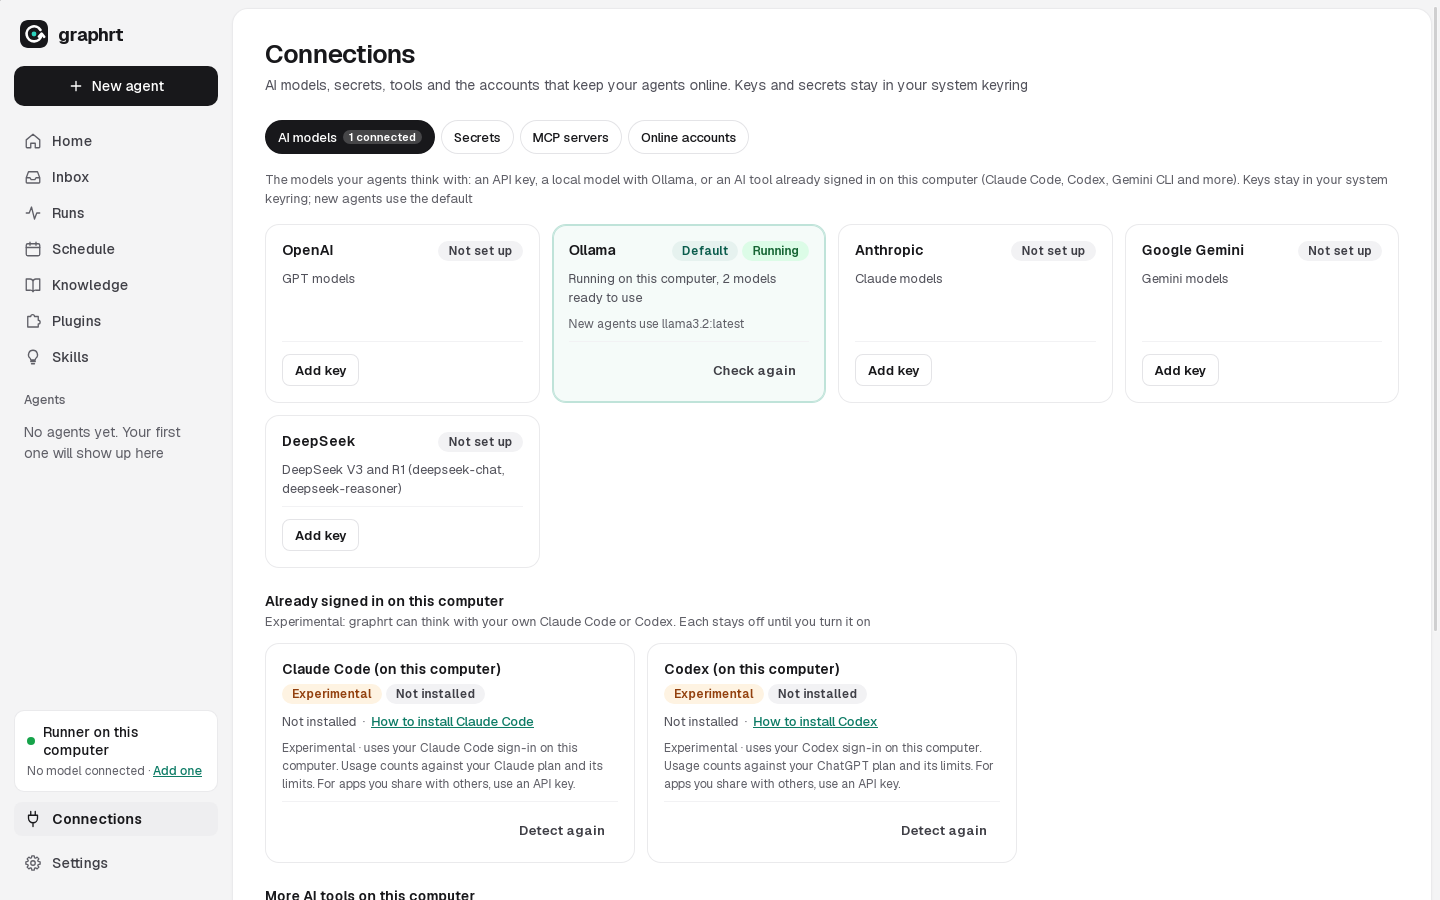 graphrt
New agent
Home
Inbox
Runs
Schedule
Knowledge
Plugins
Skills
Agents
No agents yet. Your first
one will show up here
Runner on this
computer
No model connected · Add one
Connections
Settings
Connections
AI models, secrets, tools and the accounts that keep your agents online. Keys and secrets stay in your system keyring
AI models 1 connected
Secrets
MCP servers
Online accounts
The models your agents think with: an API key, a local model with Ollama, or an AI tool already signed in on this computer (Claude Code, Codex, Gemini CLI and more). Keys stay in your system
keyring; new agents use the default
OpenAI Not set up
GPT models
Add key
Ollama Default Running
Running on this computer, 2 models
ready to use
New agents use llama3.2:latest
Check again
Anthropic Not set up
Claude models
Add key
Google Gemini Not set up
Gemini models
Add key
DeepSeek Not set up
DeepSeek V3 and R1 (deepseek-chat,
deepseek-reasoner)
Add key
Already signed in on this computer
Experimental: graphrt can think with your own Claude Code or Codex. Each stays off until you turn it on
Claude Code (on this computer)
Experimental Not installed
Not installed · How to install Claude Code
Experimental · uses your Claude Code sign-in on this
computer. Usage counts against your Claude plan and its
limits. For apps you share with others, use an API key.
Detect again
Codex (on this computer)
Experimental Not installed
Not installed · How to install Codex
Experimental · uses your Codex sign-in on this computer.
Usage counts against your ChatGPT plan and its limits. For
apps you share with others, use an API key.
Detect again
More AI tools on this computer